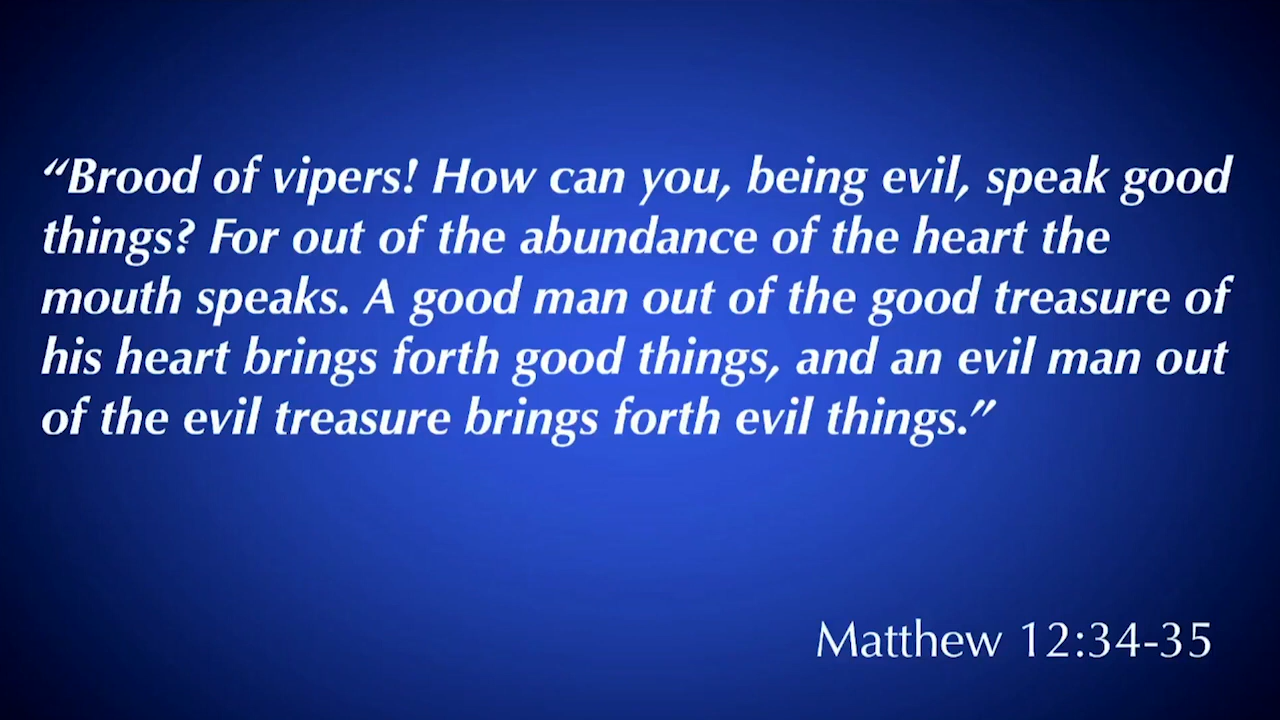 “Brood of vipers! How can you, being evil, speak good
things? For out of the abundance of the heart the
mouth speaks. A good man out of the good treasure of
his heart brings forth good things, and an evil man out
of the evil treasure brings forth evil things.”
Matthew 12:34-35